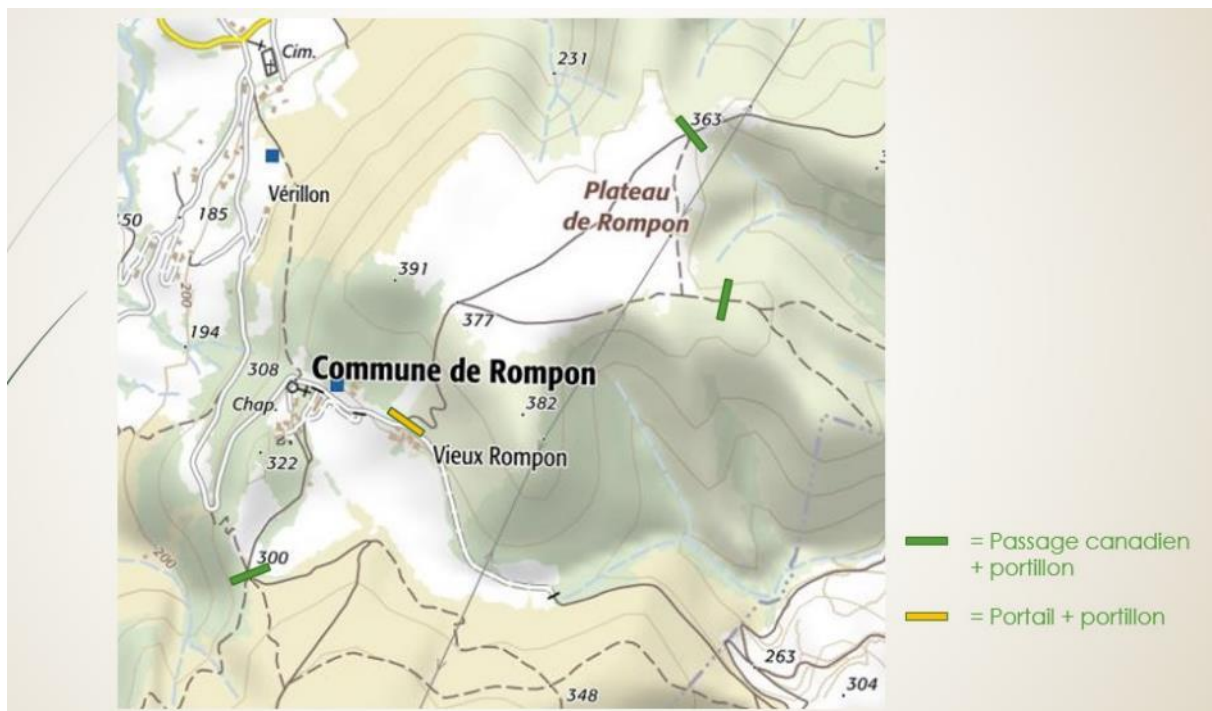 Cim.
231
363
Vérillon
Plateau
de Rompon
185
200
391
377
194
308
Commune de Rompon
Chap.
382
Vieux Rompon
322
300
200
= Passage canadien
+ portillon
= Portail + portillon
263
348
304